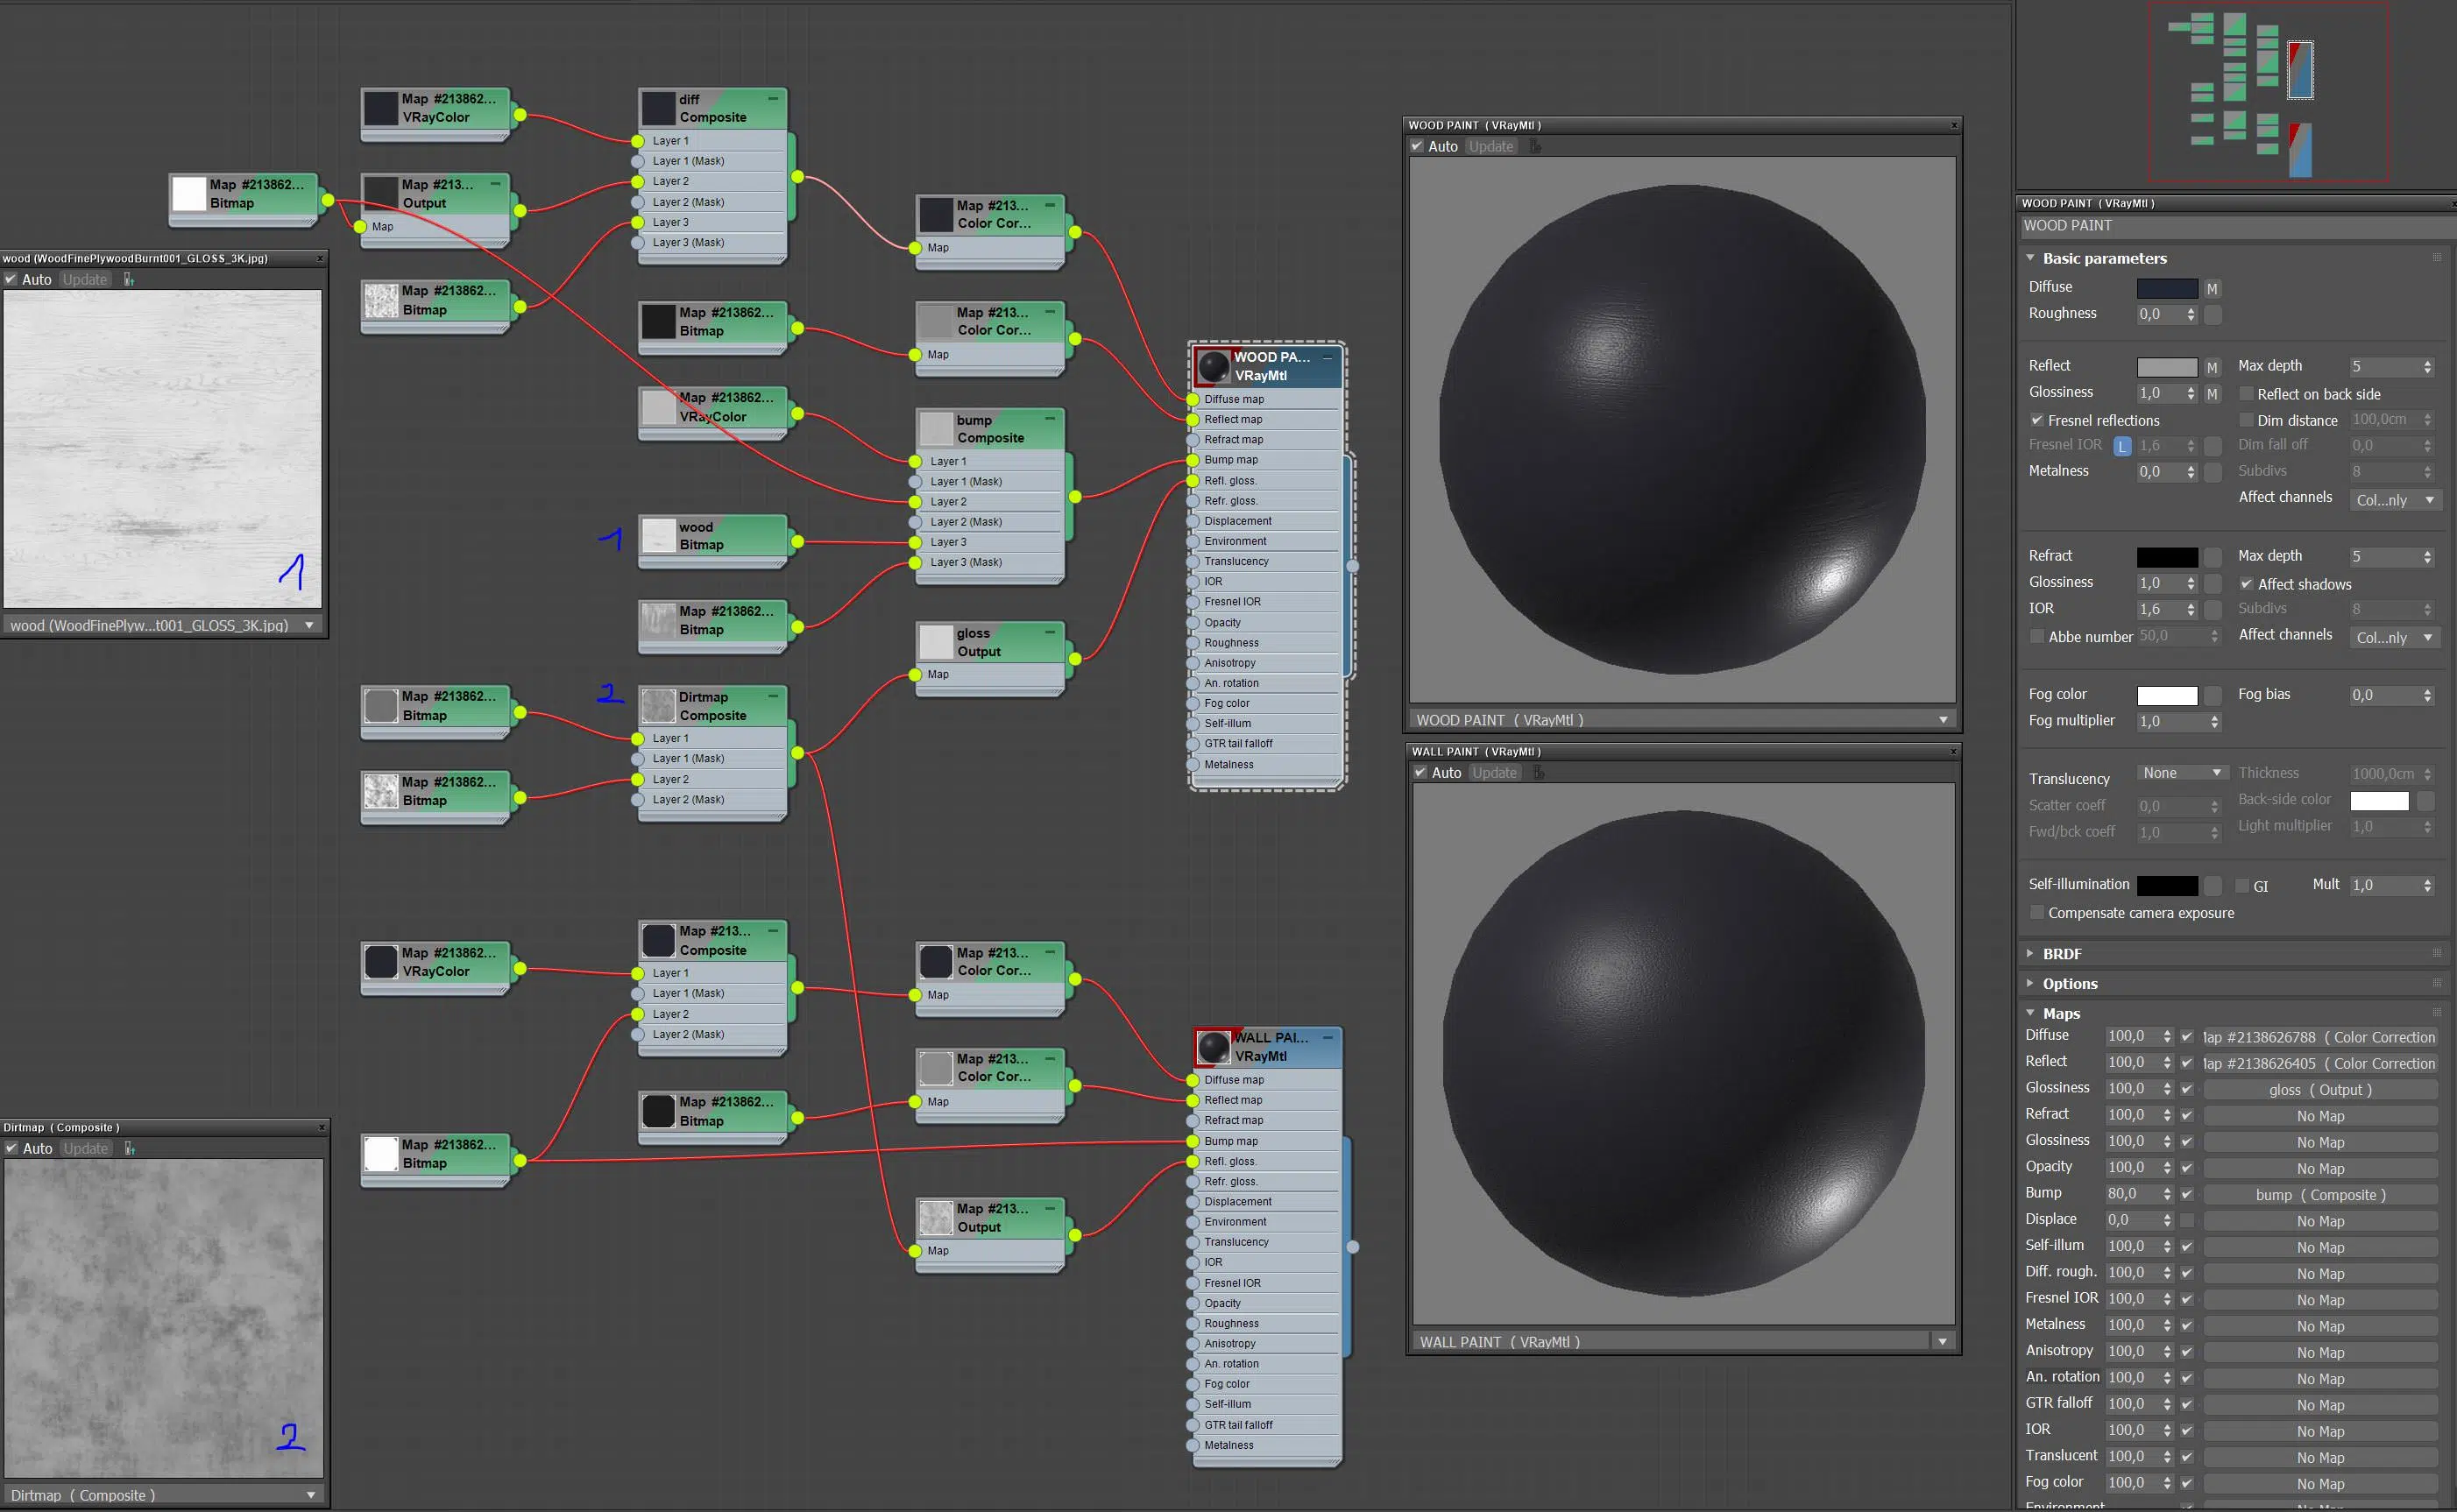 Map #213862...
VRayColor
Map #213862...
Bitmap
Map #213...
Output
Map
Map #213862...
Bitmap
diff
Composite
Layer 1
Layer 1 (Mask)
Layer 2
Layer 2 (Mask)
Layer 3
Layer 3 (Mask)
Map #213862...
Bitmap
Map #213862...
VRayColor
wood
Bitmap
1
Map #213862...
Bitmap
Map #213...
Color Cor...
Map
Map #213...
Color Cor...
Map
bump
Composite
Layer 1
Layer 1 (Mask)
Layer 2
Layer 2 (Mask)
Layer 3
Layer 3 (Mask)
gloss
Output
Map
wood (WoodFinePlywoodBurnt001_GLOSS_3K.jpg)
x
Auto
Update
1
wood (WoodFinePlyw...t001_GLOSS_3K.jpg)
Map #213862...
Bitmap
Map #213862...
Bitmap
2
Dirtmap
Composite
Layer 1
Layer 1 (Mask)
Layer 2
Layer 2 (Mask)
WOOD PA...
VRayMtl
Diffuse map
Reflect map
Refract map
Bump map
Refl. gloss.
Refr. gloss.
Displacement
Environment
Translucency
IOR
Fresnel IOR
Opacity
Roughness
Anisotropy
An. rotation
Fog color
Self-illum
GTR tail falloff
Metalness
Map #213862...
VRayColor
Map #213862...
Bitmap
Map #213...
Composite
Layer 1
Layer 1 (Mask)
Layer 2
Layer 2 (Mask)
Map #213862...
Bitmap
Map #213...
Color Cor...
Map
Map #213...
Color Cor...
Map
Map #213...
Output
Map
Dirtmap ( Composite )
x
Auto
Update
2
Dirtmap ( Composite )
WALL PAI...
VRayMtl
Diffuse map
Reflect map
Refract map
Bump map
Refl. gloss.
Refr. gloss.
Displacement
Environment
Translucency
IOR
Fresnel IOR
Opacity
Roughness
Anisotropy
An. rotation
Fog color
Self-illum
GTR tail falloff
Metalness
WOOD PAINT ( VRayMtl )
x
Auto
Update
WOOD PAINT ( VRayMtl )
WALL PAINT ( VRayMtl )
x
Auto
Update
WALL PAINT ( VRayMtl )
WOOD PAINT ( VRayMtl )
WOOD PAINT
Basic parameters
Diffuse M
Roughness 0,0
Reflect M Max depth 5
Glossiness 1,0 M Reflect on back side
Fresnel reflections Dim distance 100,0cm
Fresnel IOR L 1,6 Dim fall off 0,0
Metalness 0,0 Subdivs 8
Affect channels Col...nly
Refract Max depth 5
Glossiness 1,0 Affect shadows
IOR 1,6 Subdivs 8
Abbe number 50,0 Affect channels Col...nly
Fog color Fog bias 0,0
Fog multiplier 1,0
Translucency None Thickness 1000,0cm
Scatter coeff 0,0 Back-side color
Fwd/bck coeff 1,0 Light multiplier 1,0
Self-illumination GI Mult 1,0
Compensate camera exposure
BRDF
Options
Maps
Diffuse 100,0 Map #2138626788 ( Color Correction
Reflect 100,0 Map #2138626405 ( Color Correction
Glossiness 100,0 gloss ( Output )
Refract 100,0 No Map
Glossiness 100,0 No Map
Opacity 100,0 No Map
Bump 80,0 bump ( Composite )
Displace 0,0 No Map
Self-illum 100,0 No Map
Diff. rough. 100,0 No Map
Fresnel IOR 100,0 No Map
Metalness 100,0 No Map
Anisotropy 100,0 No Map
An. rotation 100,0 No Map
GTR falloff 100,0 No Map
IOR 100,0 No Map
Translucent 100,0 No Map
Fog color 100,0 No Map